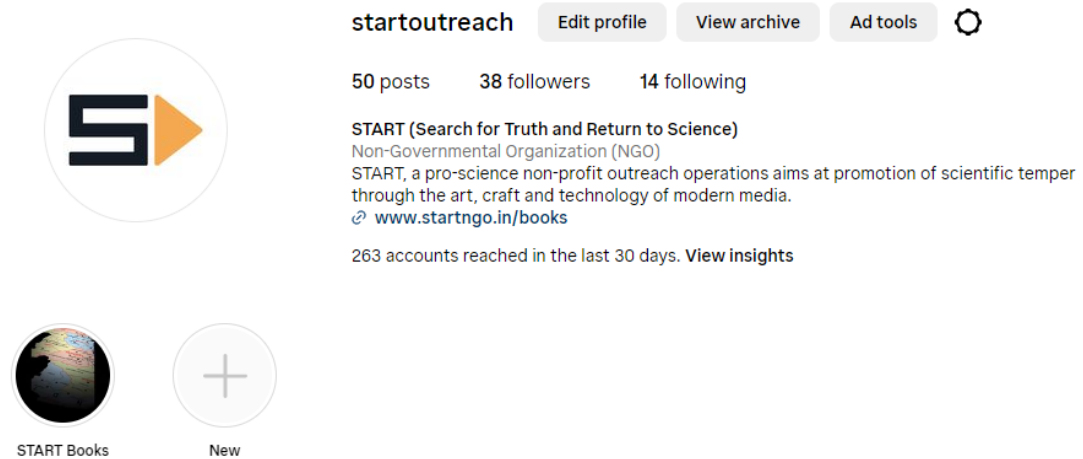 startoutreach Edit profile View archive Ad tools
50 posts 38 followers 14 following
START (Search for Truth and Return to Science)
Non-Governmental Organization (NGO)
START, a pro-science non-profit outreach operations aims at promotion of scientific temper
through the art, craft and technology of modern media.
www.startngo.in/books
263 accounts reached in the last 30 days. View insights
START Books New